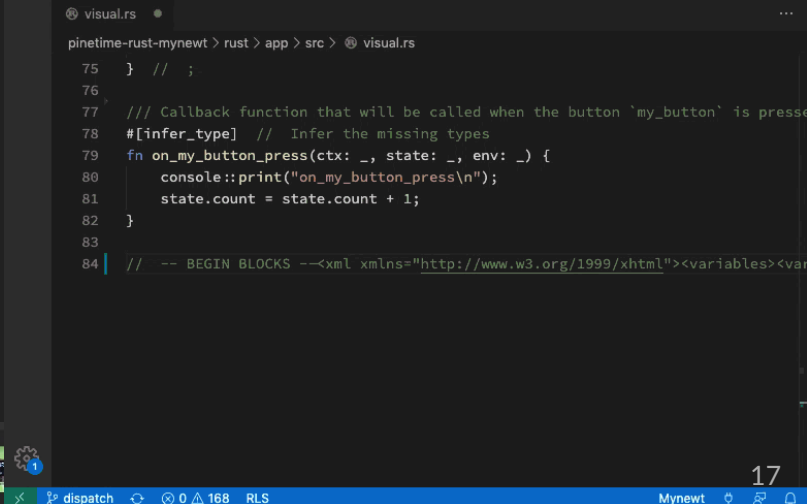 visual.rs
pinetime-rust-mynewt > rust > app > src > visual.rs
75 } // ;
76
77 /// Callback function that will be called when the button `my_button` is presse
78 #[infer_type] // Infer the missing types
79 fn on_my_button_press(ctx: _, state: _, env: _) {
80 console::print("on_my_button_press\n");
81 state.count = state.count + 1;
82 }
83
84 // -- BEGIN BLOCKS --<xml xmlns="http://www.w3.org/1999/xhtml"><variables><var
1
17
dispatch 0 168 RLS Mynewt